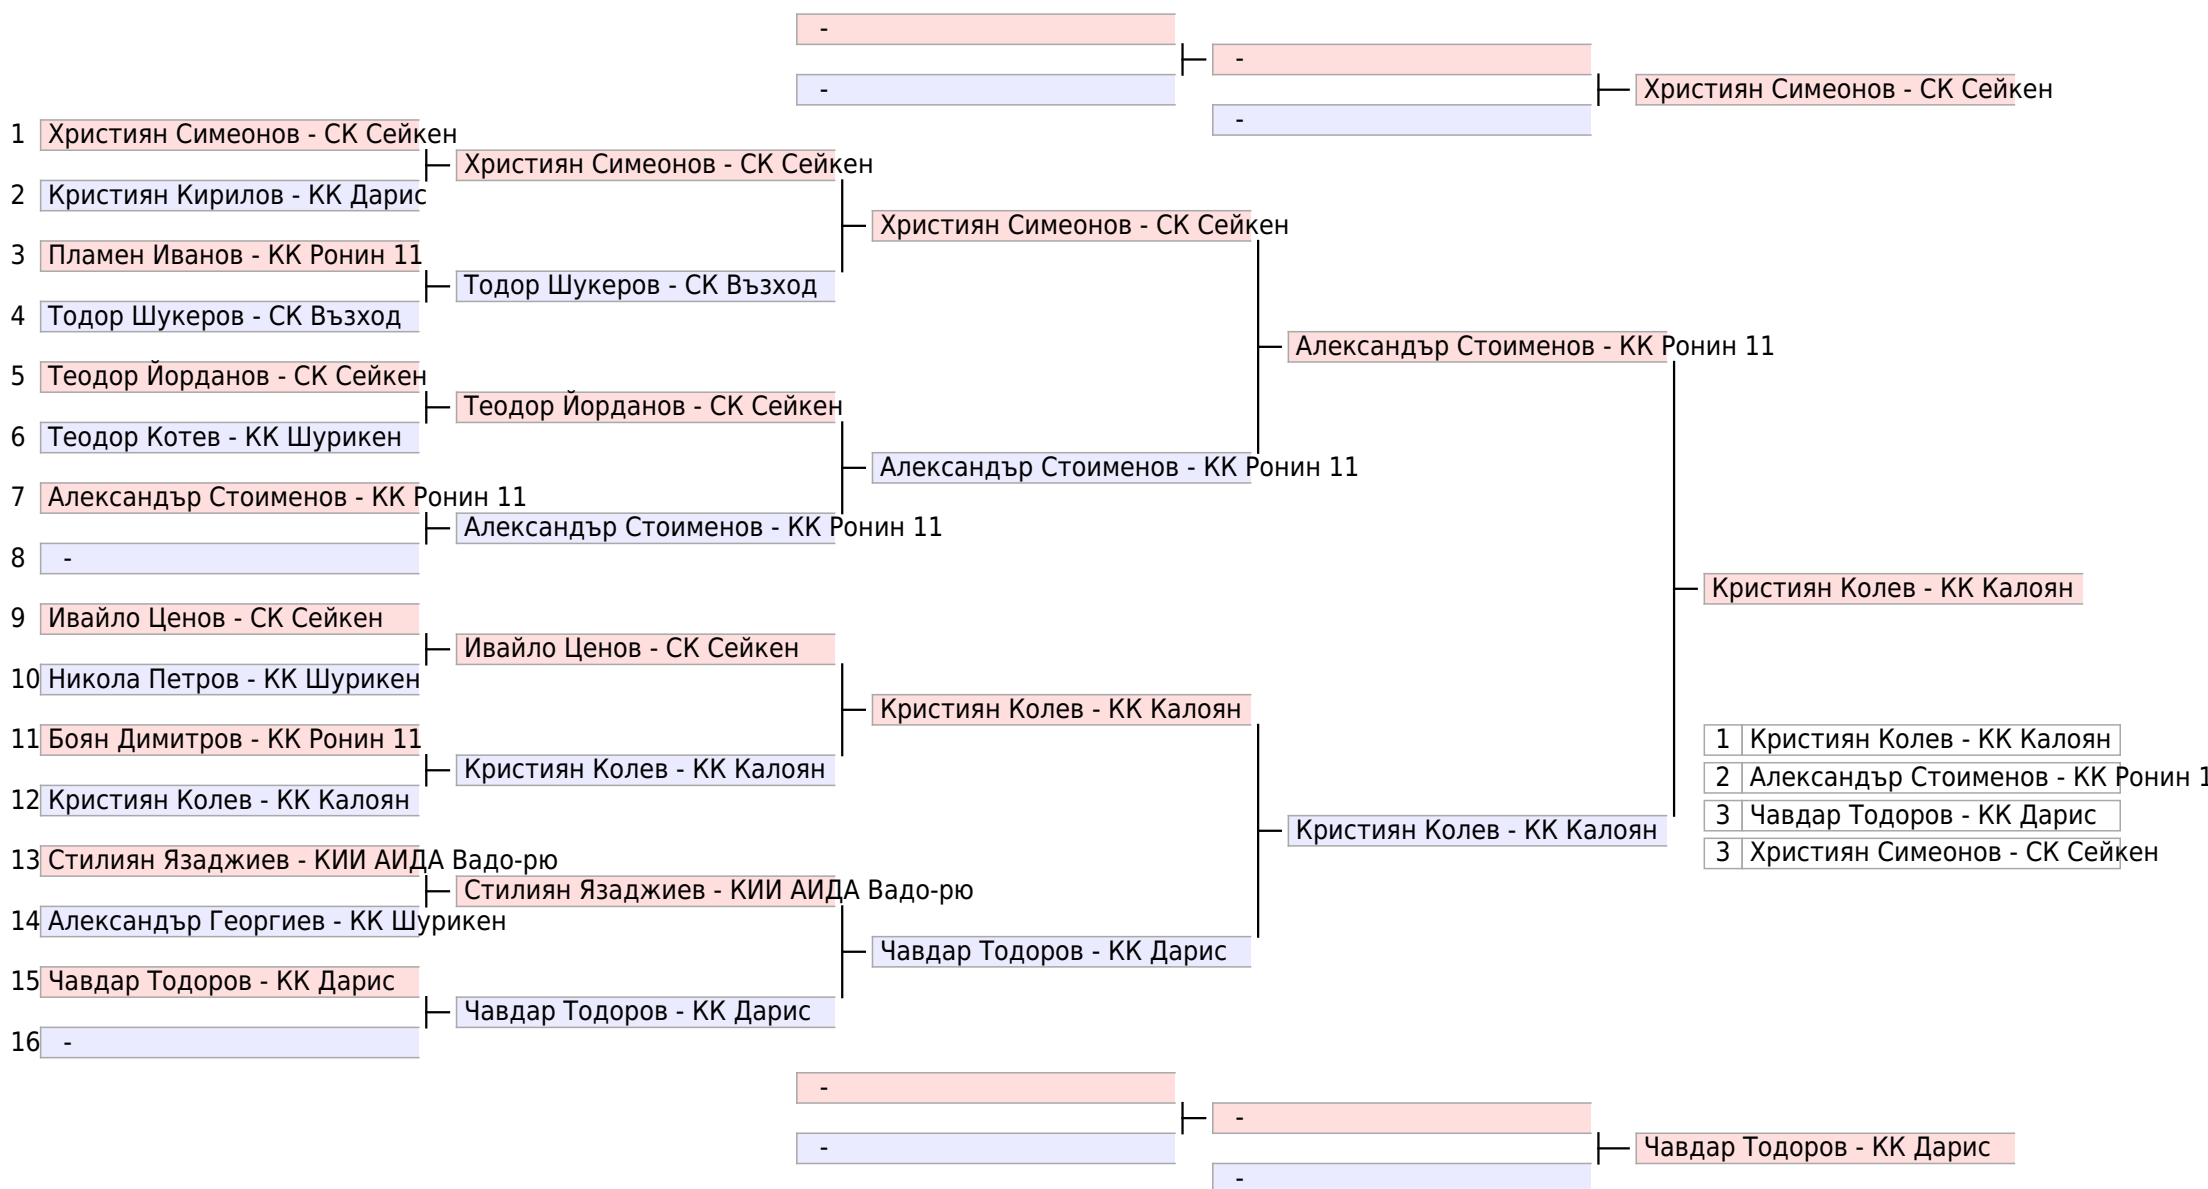 -
-
-
-
Християн Симеонов - СК Сейкен
1 Християн Симеонов - СК Сейкен
2 Кристиян Кирилов - КК Дарис
3 Пламен Иванов - КК Ронин 11
4 Тодор Шукеров - СК Възход
5 Теодор Йорданов - СК Сейкен
6 Теодор Котев - КК Шурикен
7 Александър Стоименов - КК Ронин 11
8 -
9 Ивайло Ценов - СК Сейкен
10 Никола Петров - КК Шурикен
11 Боян Димитров - КК Ронин 11
12 Кристиян Колев - КК Калоян
13 Стилиян Язаджиев - КИИ АИДА Вадо-рю
14 Александър Георгиев - КК Шурикен
15 Чавдар Тодоров - КК Дарис
16 -
Християн Симеонов - СК Сейкен
Тодор Шукеров - СК Възход
Теодор Йорданов - СК Сейкен
Александър Стоименов - КК Ронин 11
Ивайло Ценов - СК Сейкен
Кристиян Колев - КК Калоян
Стилиян Язаджиев - КИИ АИДА Вадо-рю
Чавдар Тодоров - КК Дарис
Християн Симеонов - СК Сейкен
Александър Стоименов - КК Ронин 11
Кристиян Колев - КК Калоян
Чавдар Тодоров - КК Дарис
Александър Стоименов - КК Ронин 11
Кристиян Колев - КК Калоян
Кристиян Колев - КК Калоян
1 Кристиян Колев - КК Калоян
2 Александър Стоименов - КК Ронин 1
3 Чавдар Тодоров - КК Дарис
3 Християн Симеонов - СК Сейкен
-
-
-
-
Чавдар Тодоров - КК Дарис